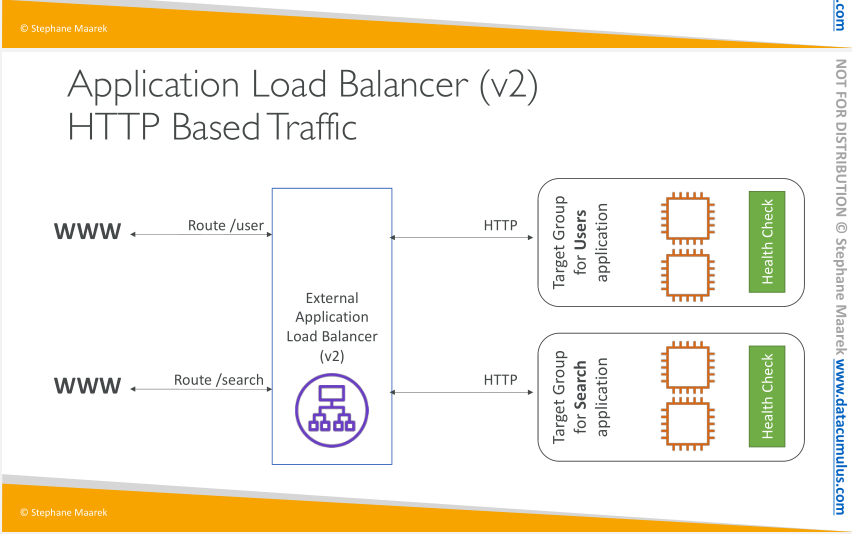 .com
© Stephane Maarek
Application Load Balancer (v2)
HTTP Based Traffic
WWW
Route /user
HTTP
Target Group
for Users
application
Health Check
External
Application
Load Balancer
(v2)
WWW
Route /search
HTTP
Target Group
for Search
application
Health Check
NOT FOR DISTRIBUTION © Stephane Maarek www.datacumulus.com
© Stephane Maarek